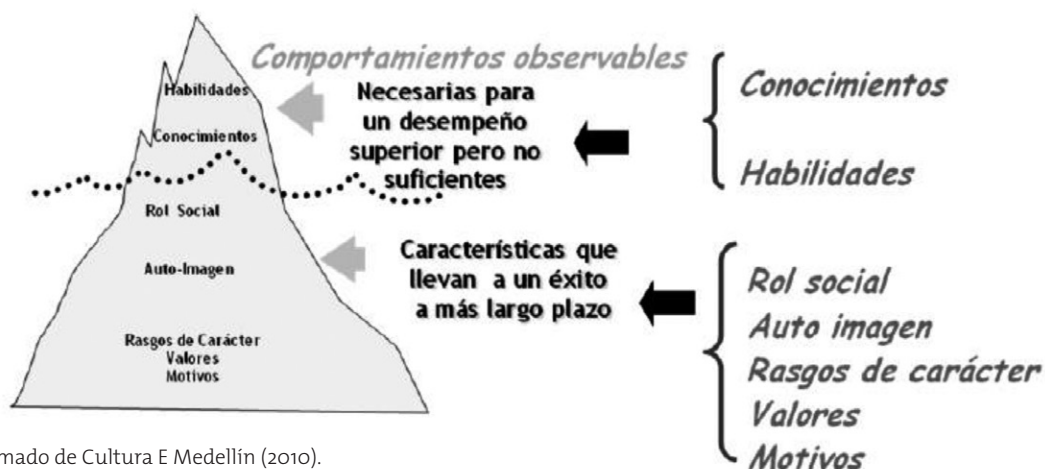 Comportamientos observables
Habilidades
Conocimientos
Rol Social
Auto-Imagen
Rasgos de Carácter
Valores
Motivos
Necesarias para
un desempeño
superior pero no
suficientes
Conocimientos
Habilidades
Características que
llevan a un éxito
a más largo plazo
Rol social
Auto imagen
Rasgos de carácter
Valores
Motivos
de Cultura E Medellín (2010).